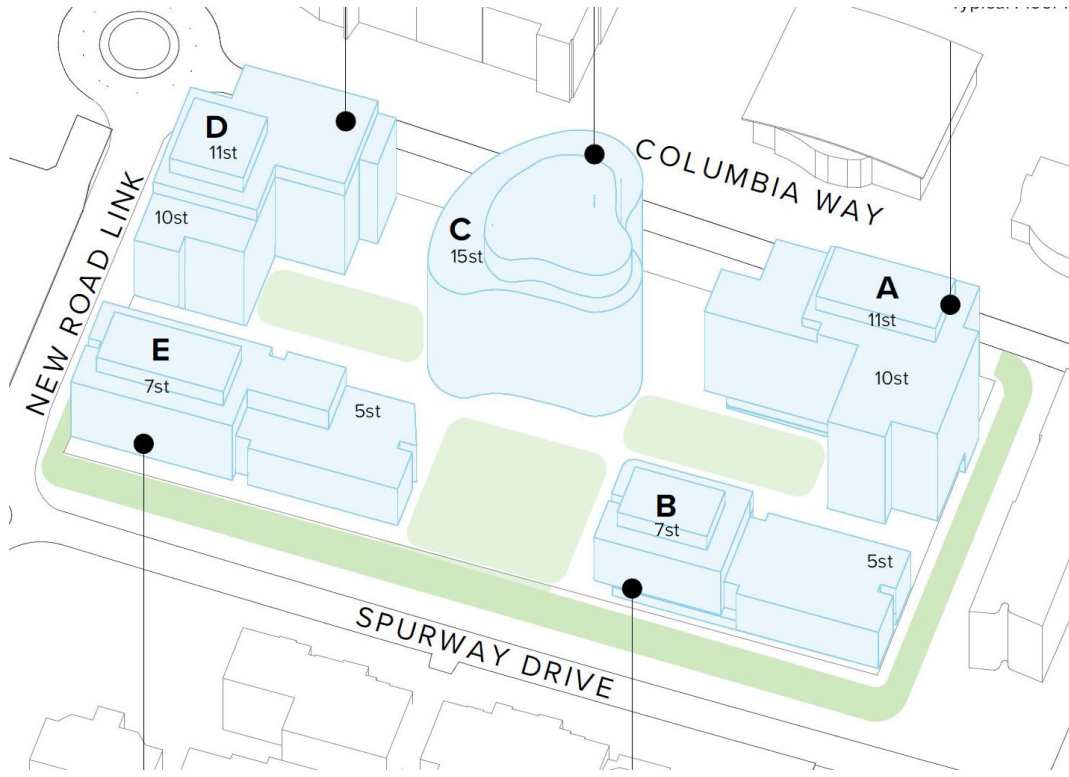 COLUMBIA WAY
D
11st
10st
NEW ROAD LINK
C
15st
A
11st
10st
E
7st
5st
B
7st
5st
SPURWAY DRIVE